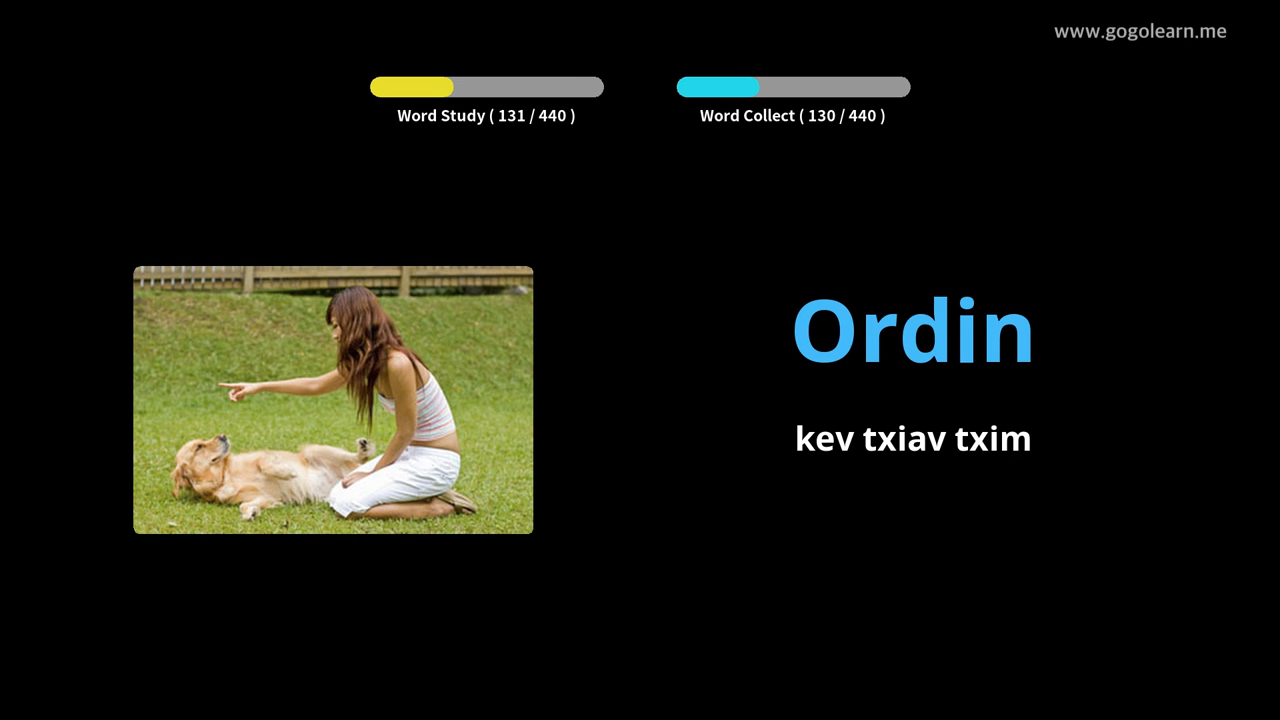 www.gogolearn.me
Word Study ( 131 / 440 )
Word Collect ( 130 / 440 )
Ordin
kev txiav txim